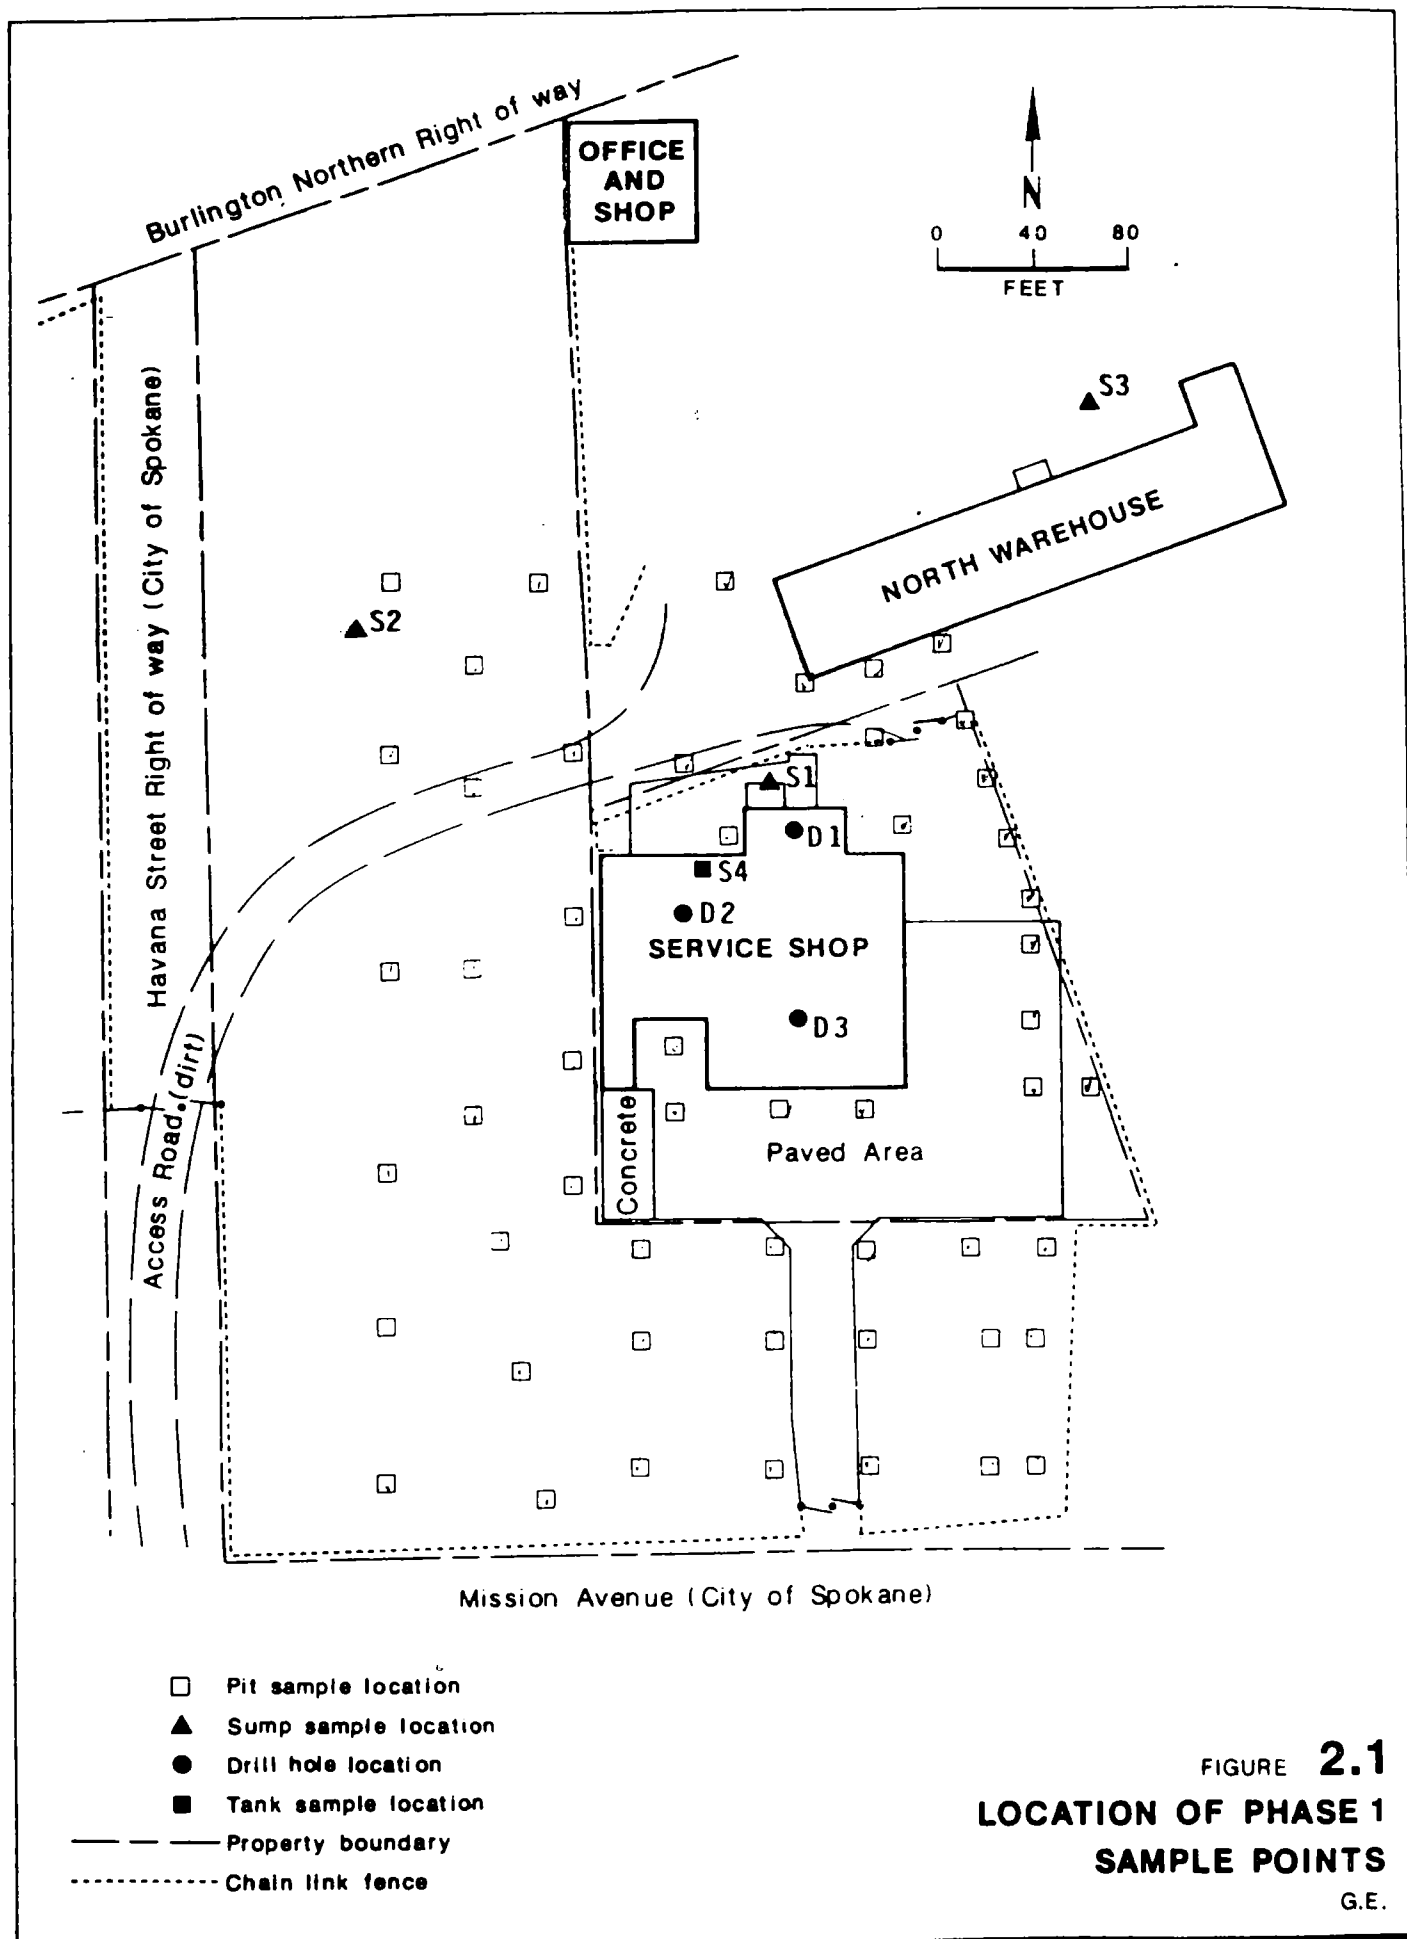 Burlington Northern Right of way
OFFICE
AND
SHOP
N
0 40 80
FEET
S3
NORTH WAREHOUSE
Havana Street Right of way (City of Spokane)
S2
S1
D1
S4
D2
SERVICE SHOP
D3
Access Road (dirt)
Concrete
Paved Area
Mission Avenue (City of Spokane)
Pit sample location
Sump sample location
Drill hole location
Tank sample location
Property boundary
Chain link fence
FIGURE 2.1
LOCATION OF PHASE 1
SAMPLE POINTS
G.E.